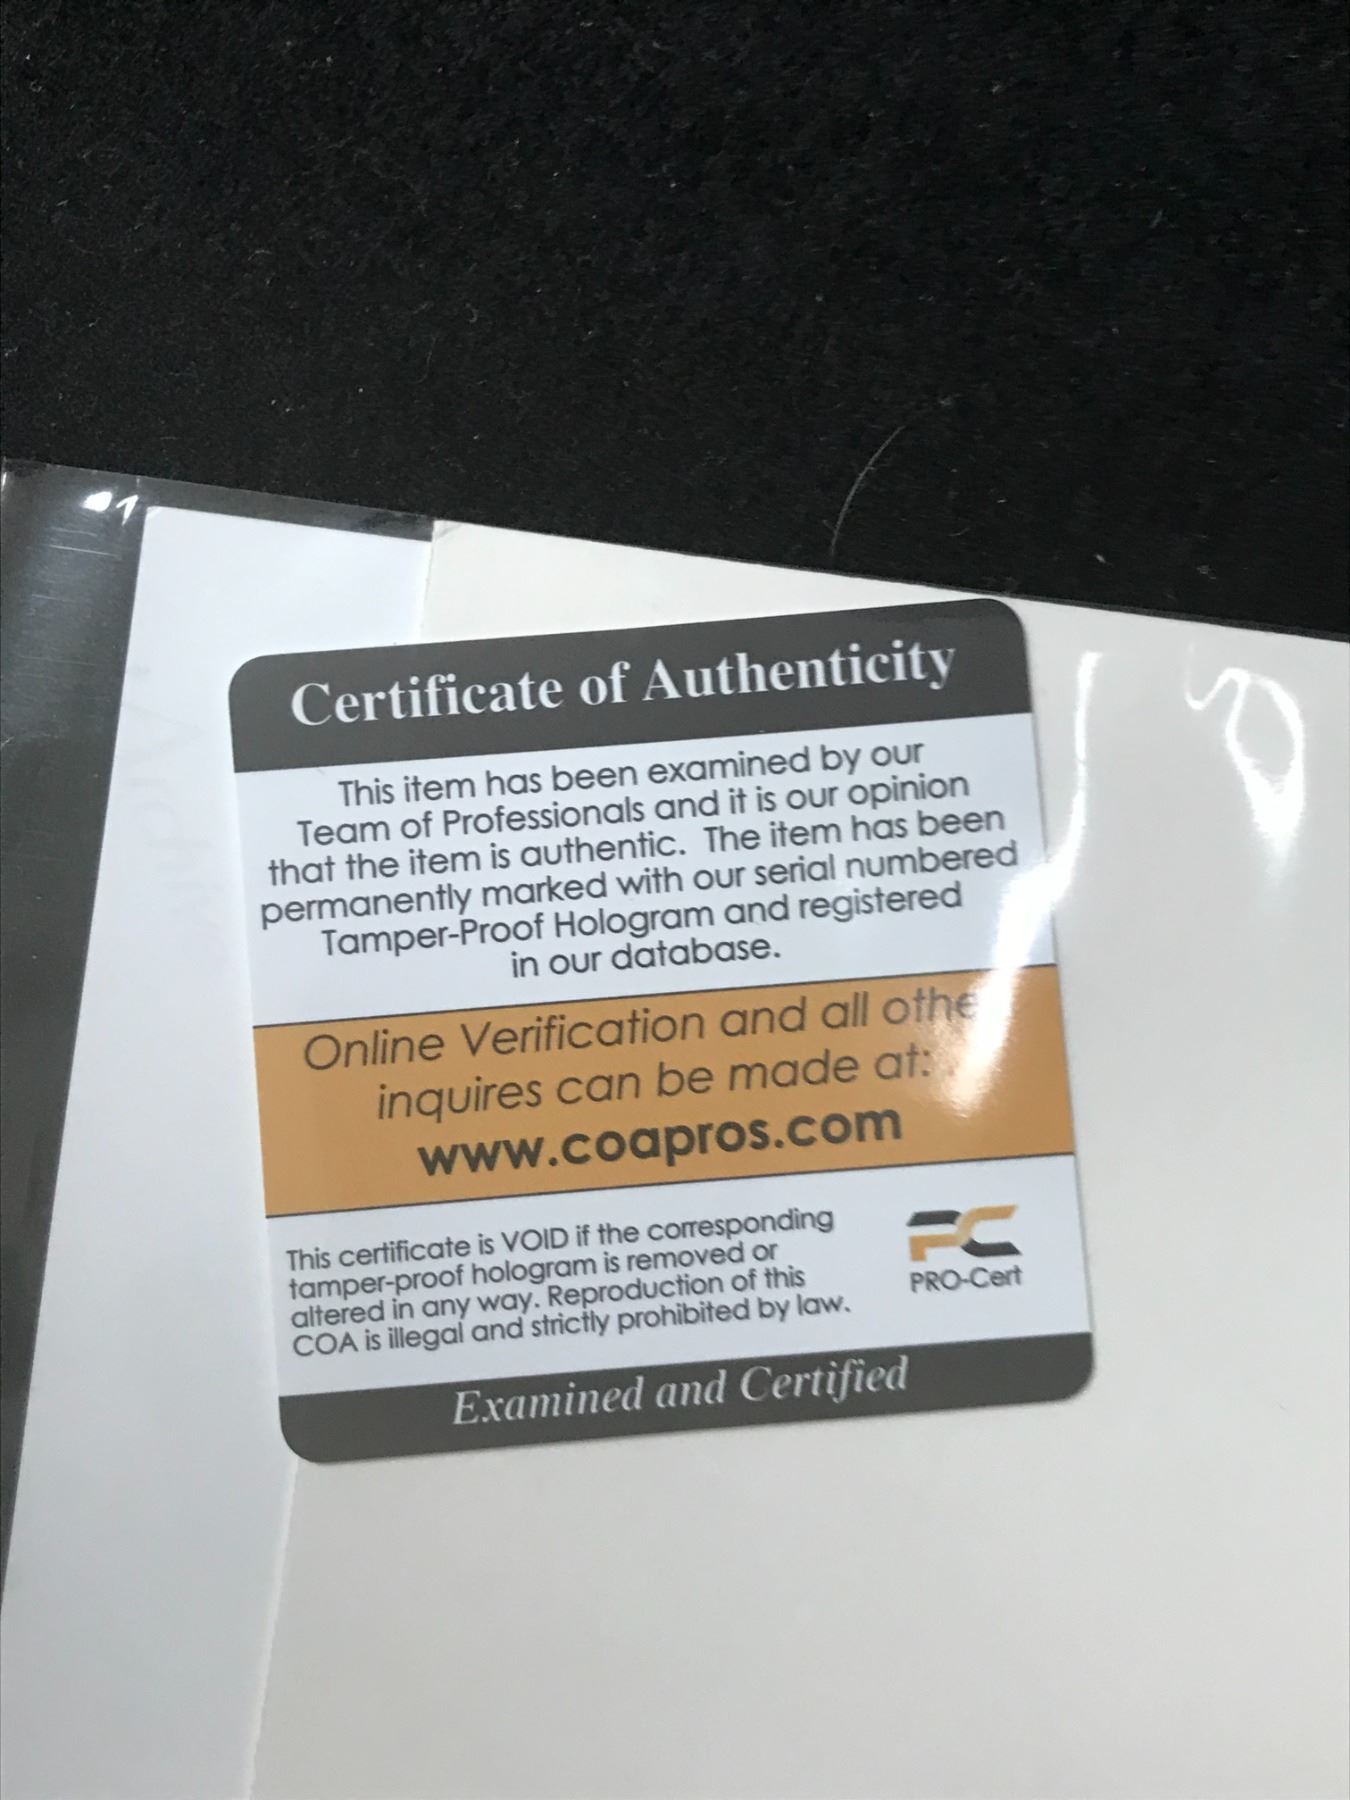 Certificate of Authenticity
This item has been examined by our
Team of Professionals and it is our opinion
that the item is authentic. The item has been
permanently marked with our serial numbered
Tamper-Proof Hologram and registered
in our database.
Online Verification and all othe
inquires can be made at:
www.coapros.com
This certificate is VOID if the corresponding
tamper-proof hologram is removed or
altered in any way. Reproduction of this
COA is illegal and strictly prohibited by law.
PC
PRO-Cert
Examined and Certified